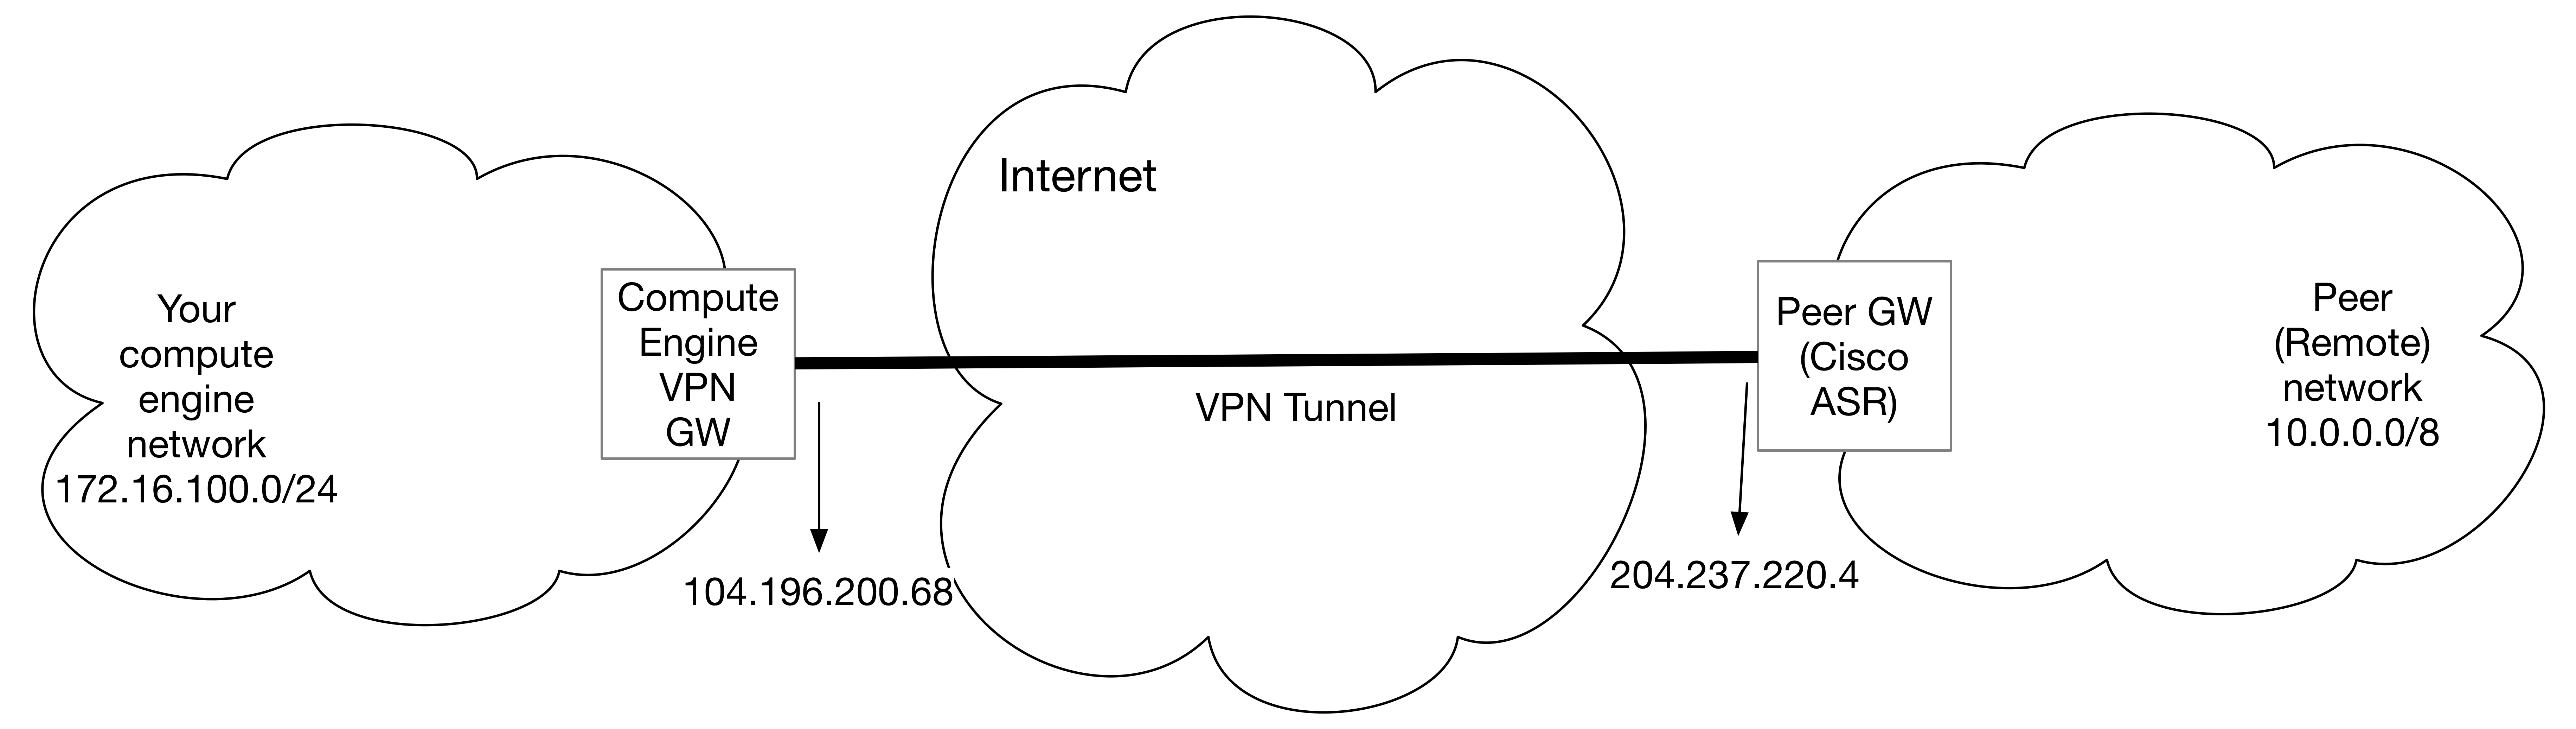 Your
compute
engine
network
172.16.100.0/24
Compute
Engine
VPN
GW
104.196.200.68
Internet
VPN Tunnel
204.237.220.4
Peer GW
(Cisco
ASR)
Peer
(Remote)
network
10.0.0.0/8